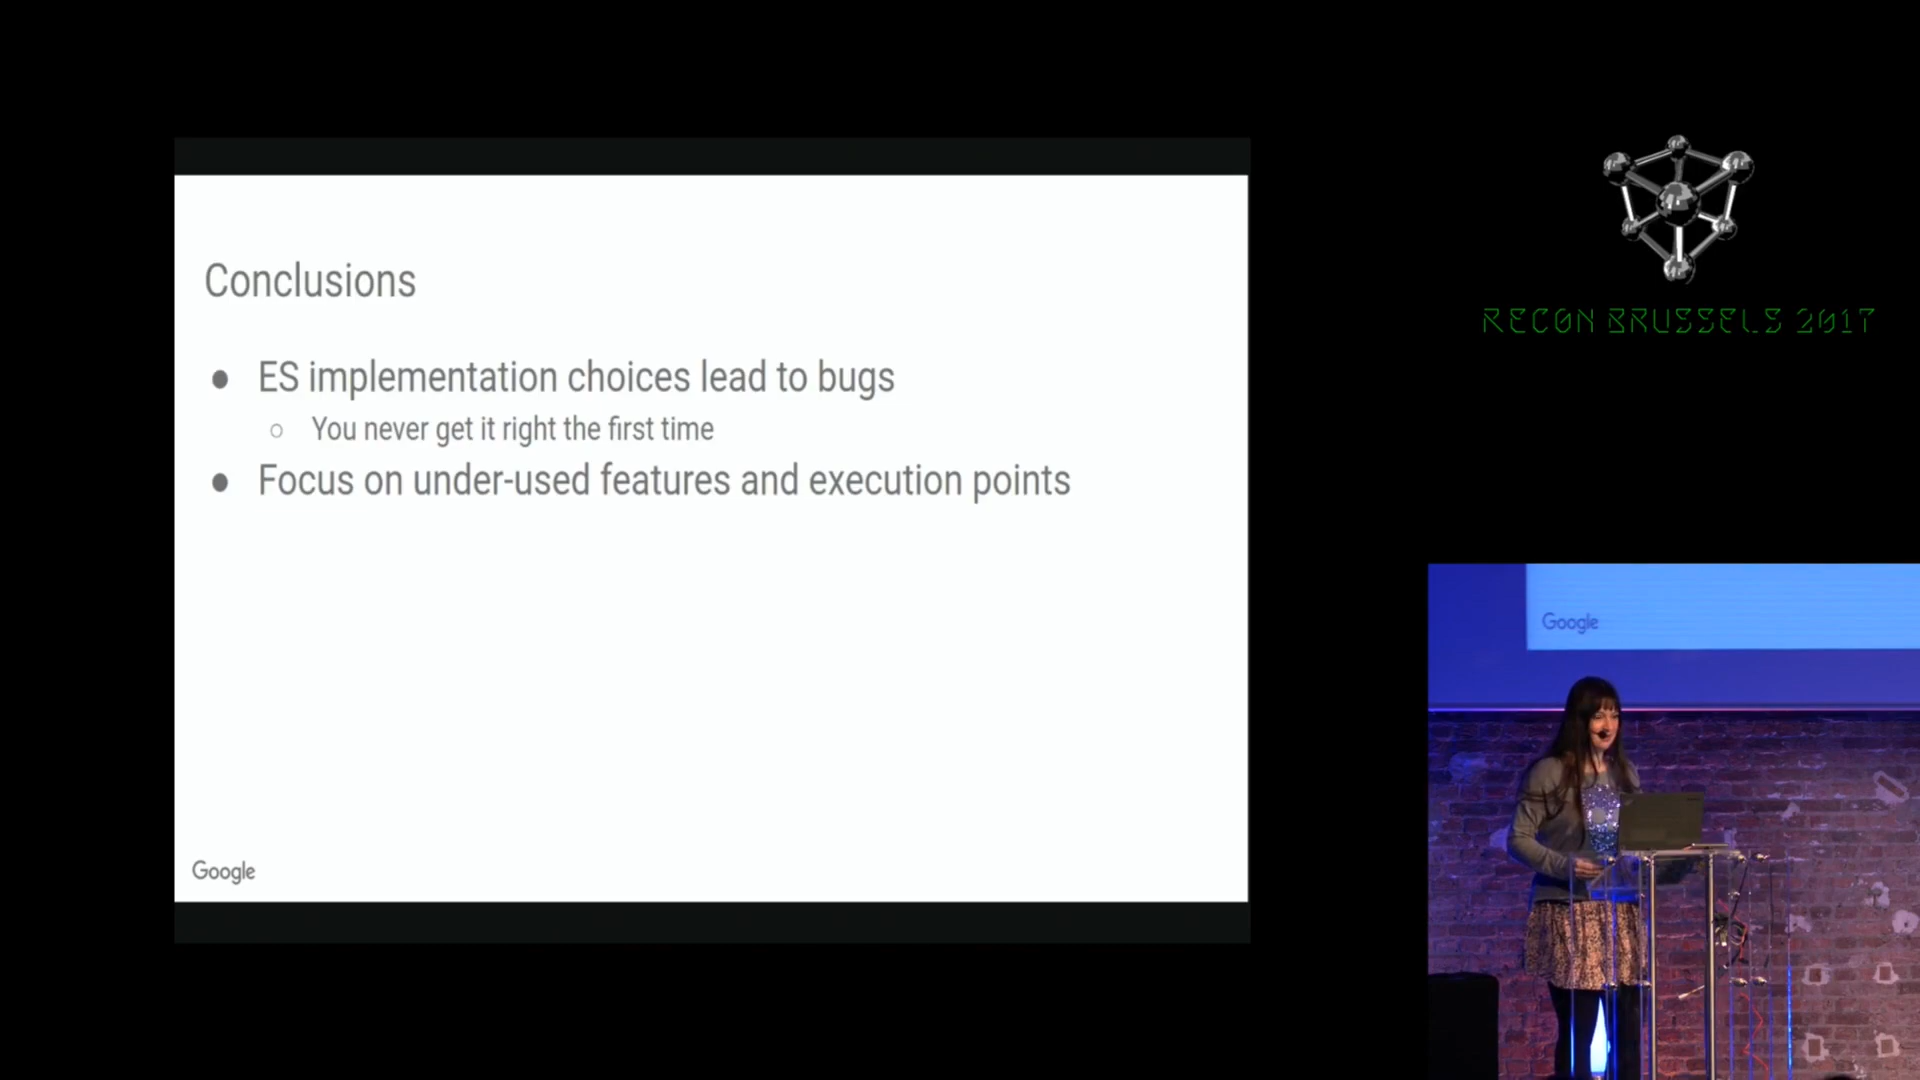 Conclusions
● ES implementation choices lead to bugs
○ You never get it right the first time
● Focus on under-used features and execution points
Google
RECON BRUSSELS 2017
Google